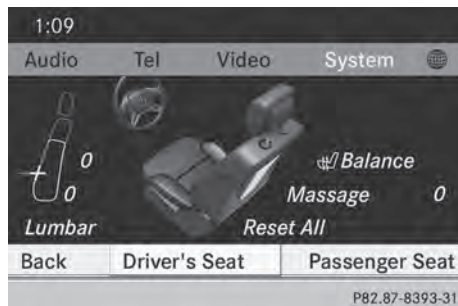 1:09
Audio Tel Video System
0
0
Balance
Massage 0
Lumbar Reset All
Back Driver's Seat Passenger Seat
P82.87-8393-31